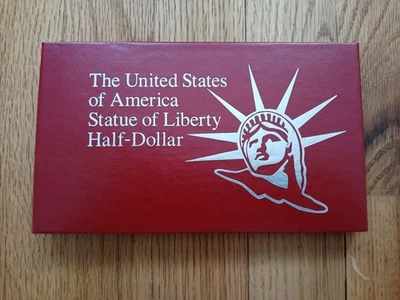 The United States
of America
Statue of Liberty
Half-Dollar